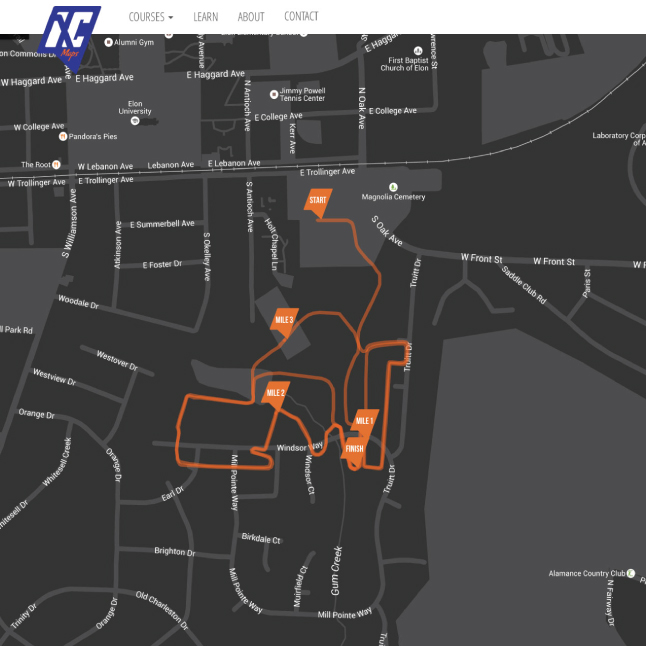 XC
Maps
COURSES
LEARN
ABOUT
CONTACT
Alumni Gym
First Baptist
Church of Elon
W Haggard Ave
E Haggard Ave
E Haggard Ave
E Haggard
Jimmy Powell
Tennis Center
Elon
University
N Antioch Ave
N Oak Ave
E College Ave
E College Ave
Kerr Ave
W College Ave
Pandora's Pies
Laboratory Corp
of A
The Root
W Lebanon Ave
Lebanon Ave
E Lebanon Ave
W Trollinger Ave
E Trollinger Ave
E Trollinger Ave
Magnolia Cemetery
START
S Williamson Ave
Atkinson Ave
E Summerbell Ave
S Okelley Ave
S Antioch Ave
Holt Chapel Ln
S Oak Ave
E Foster Dr
Truitt Dr
W Front St
W Front St
Saddle Club Rd
Paris St
Woodale Dr
ll Park Rd
MILE 3
Westover Dr
Truitt Dr
Westview Dr
MILE 2
Orange Dr
MILE 1
FINISH
Windsor Way
Whitesell Creek
Orange Dr
Mill Pointe Way
Windsor Ct
Truitt Dr
Earl Dr
hitesell Dr
Birkdale Ct
Brighton Dr
Gum Creek
Muirfield Ct
Mill Pointe Way
Alamance Country Club
N Fairway Dr
Old Charleston Dr
Trinity Dr
Orange Dr
Mill Pointe Way